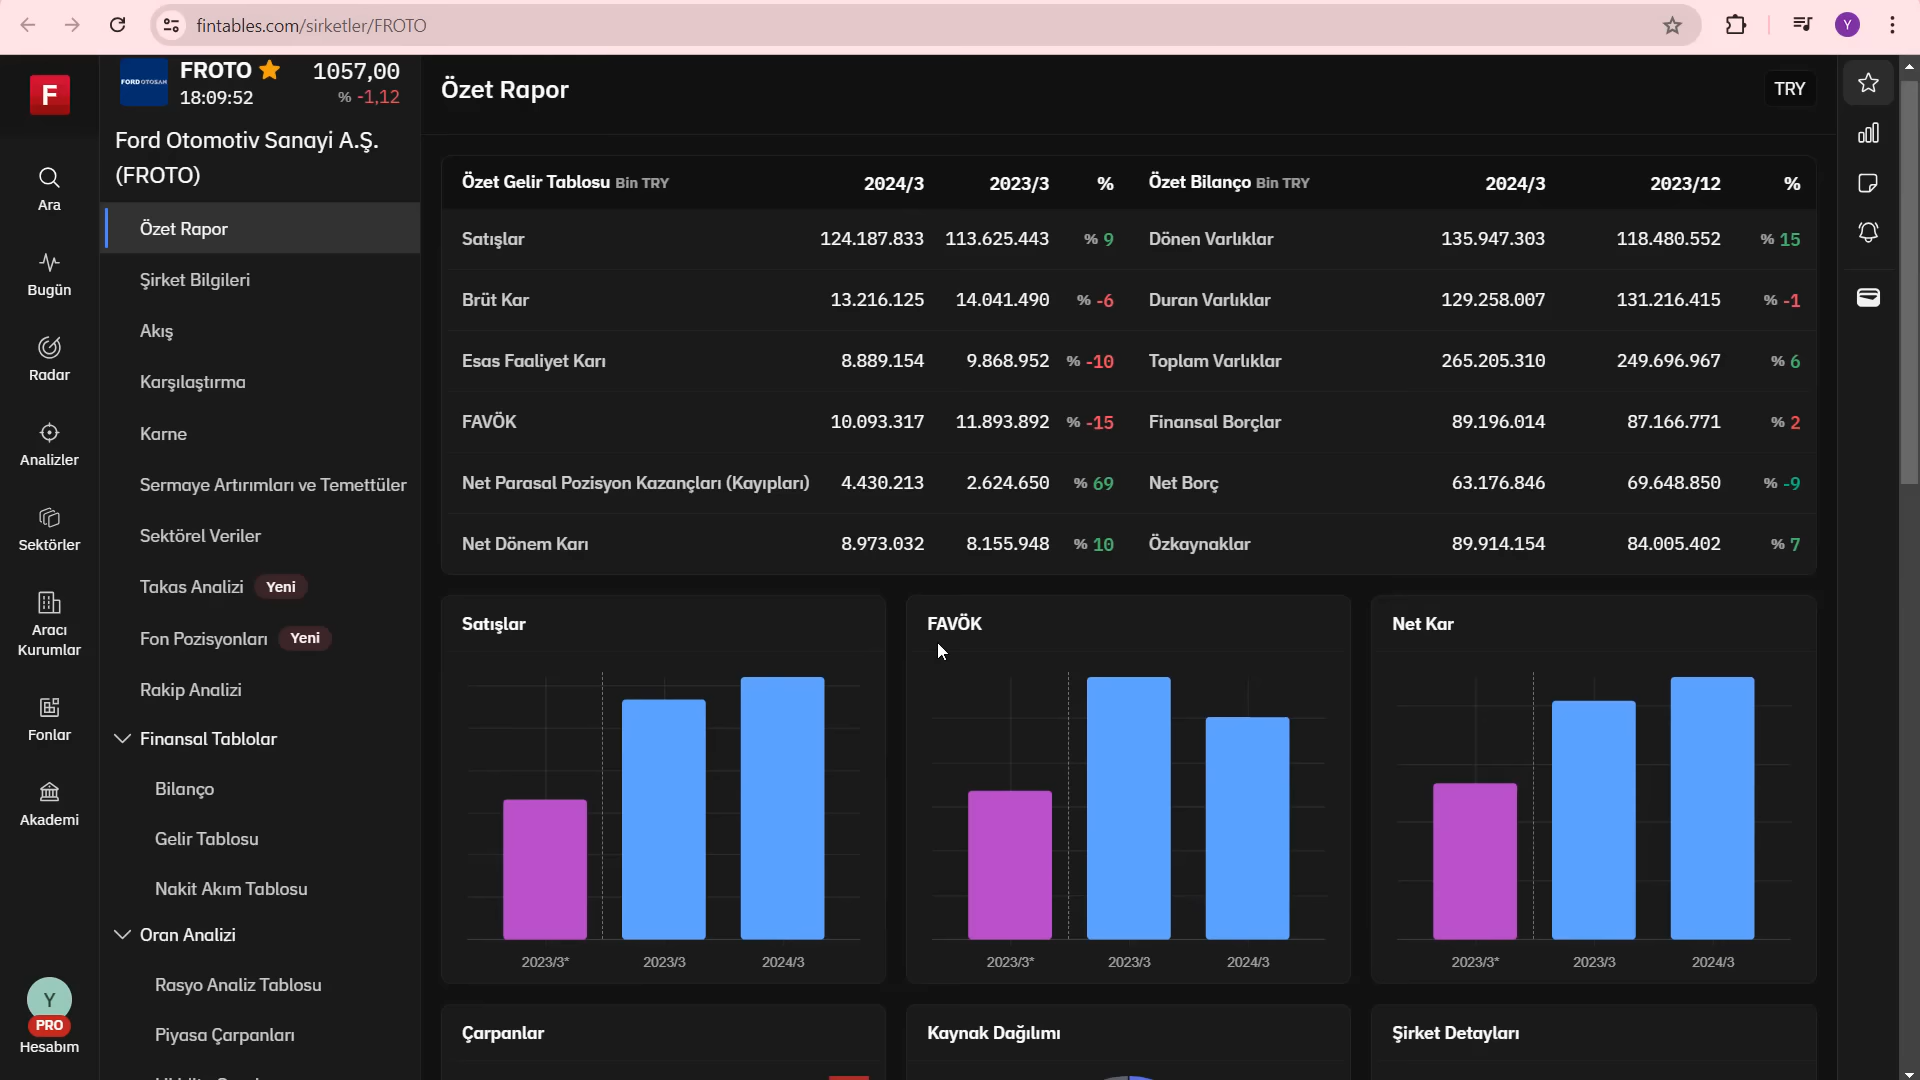 fintables.com/sirketler/FROTO
Y
F
Ara
Bugün
Radar
Analizler
Sektörler
Aracı
Kurumlar
Fonlar
Akademi
Y
PRO
Hesabım
FORD OTOSAN
FROTO
1057,00
18:09:52
% -1,12
Ford Otomotiv Sanayi A.Ş.
(FROTO)
Özet Rapor
Şirket Bilgileri
Akış
Karşılaştırma
Karne
Sermaye Artırımları ve Temettüler
Sektörel Veriler
Takas Analizi Yeni
Fon Pozisyonları Yeni
Rakip Analizi
Finansal Tablolar
Bilanço
Gelir Tablosu
Nakit Akım Tablosu
Oran Analizi
Rasyo Analiz Tablosu
Piyasa Çarpanları
Özet Rapor
TRY
Özet Gelir Tablosu Bin TRY 2024/3 2023/3 %
Satışlar 124.187.833 113.625.443 % 9
Brüt Kar 13.216.125 14.041.490 % -6
Esas Faaliyet Karı 8.889.154 9.868.952 % -10
FAVÖK 10.093.317 11.893.892 % -15
Net Parasal Pozisyon Kazançları (Kayıpları) 4.430.213 2.624.650 % 69
Net Dönem Karı 8.973.032 8.155.948 % 10
Özet Bilanço Bin TRY 2024/3 2023/12 %
Dönen Varlıklar 135.947.303 118.480.552 % 15
Duran Varlıklar 129.258.007 131.216.415 % -1
Toplam Varlıklar 265.205.310 249.696.967 % 6
Finansal Borçlar 89.196.014 87.166.771 % 2
Net Borç 63.176.846 69.648.850 % -9
Özkaynaklar 89.914.154 84.005.402 % 7
Satışlar
2023/3* 2023/3 2024/3
FAVÖK
2023/3* 2023/3 2024/3
Net Kar
2023/3* 2023/3 2024/3
Çarpanlar
Kaynak Dağılımı
Şirket Detayları